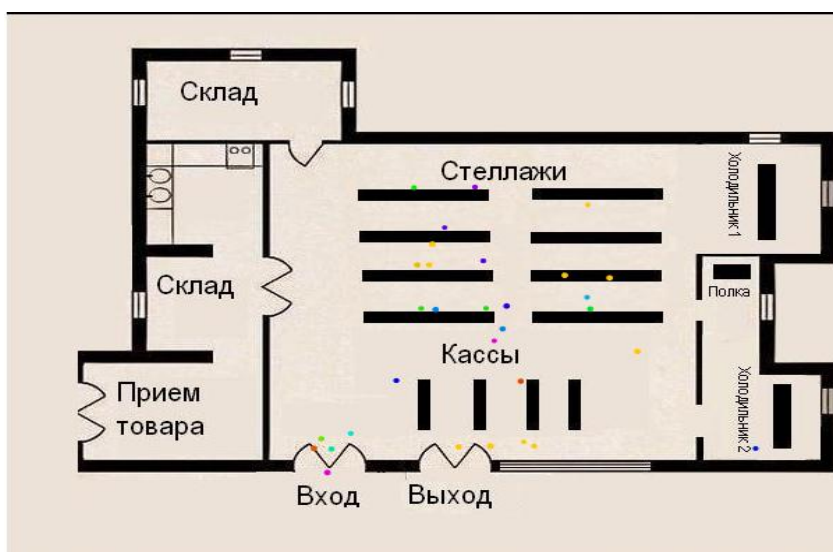 Склад
Стеллажи
Холодильник 1
Склад
Полка
Кассы
Прием
товара
Холодильник 2
Вход
Выход